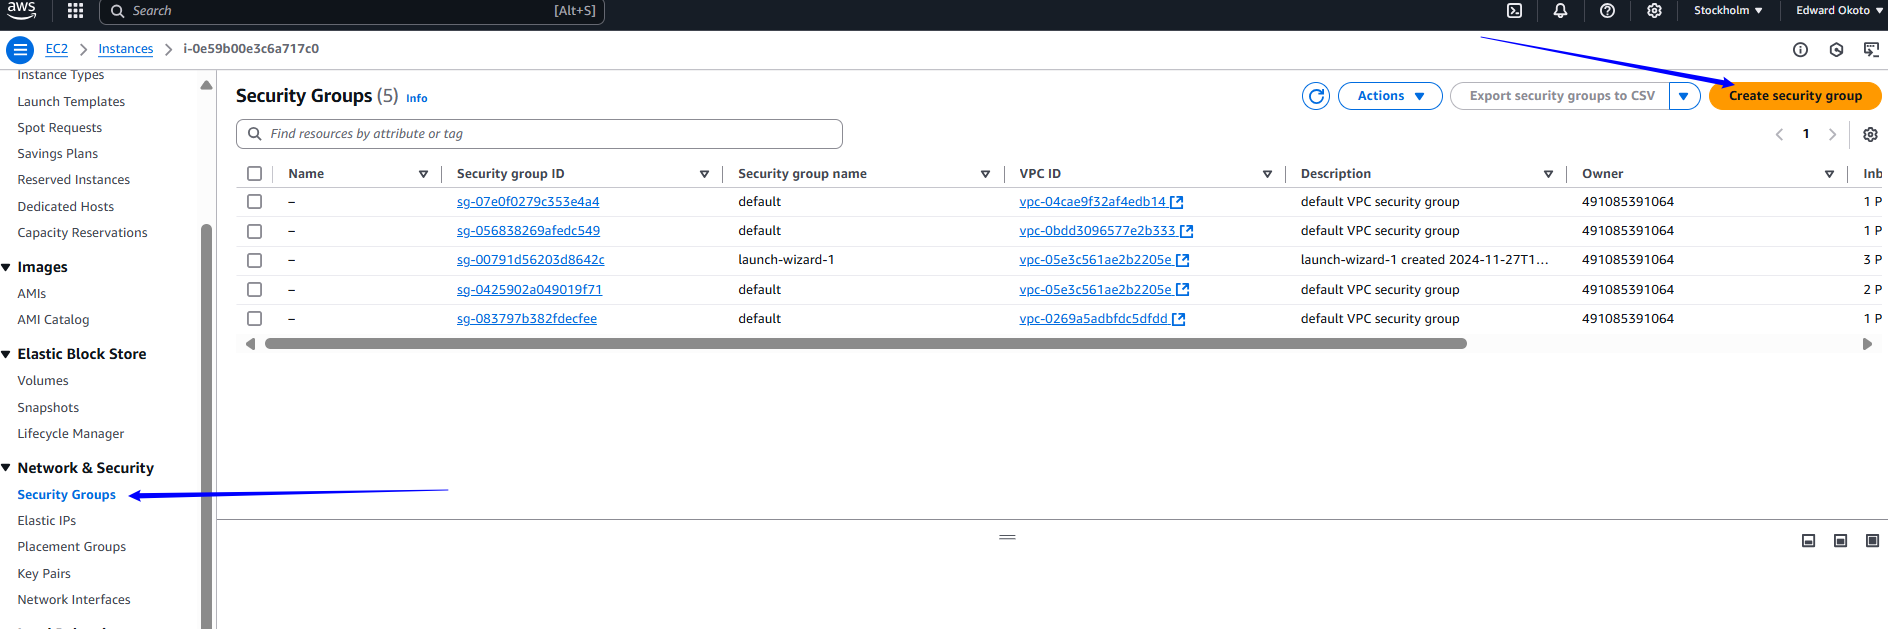 aws Search [Alt+S] Stockholm ▼ Edward Okoto ▼
EC2 > Instances > i-0e59b00e3c6a717c0
Instance Types
Launch Templates
Spot Requests
Savings Plans
Reserved Instances
Dedicated Hosts
Capacity Reservations
▼ Images
AMIs
AMI Catalog
▼ Elastic Block Store
Volumes
Snapshots
Lifecycle Manager
▼ Network & Security
Security Groups
Elastic IPs
Placement Groups
Key Pairs
Network Interfaces
Security Groups (5) Info
Actions ▼ Export security groups to CSV ▼ Create security group
Find resources by attribute or tag
< 1 >
Name Security group ID Security group name VPC ID Description Owner Inb
– sg-07e0f0279c353e4a4 default vpc-04cae9f32af4edb14 default VPC security group 491085391064 1 P
– sg-056838269afedc549 default vpc-0bdd3096577e2b333 default VPC security group 491085391064 1 P
– sg-00791d56203d8642c launch-wizard-1 vpc-05e3c561ae2b2205e launch-wizard-1 created 2024-11-27T1... 491085391064 3 P
– sg-0425902a049019f71 default vpc-05e3c561ae2b2205e default VPC security group 491085391064 2 P
– sg-083797b382fdecfee default vpc-0269a5adbfdc5dfdd default VPC security group 491085391064 1 P